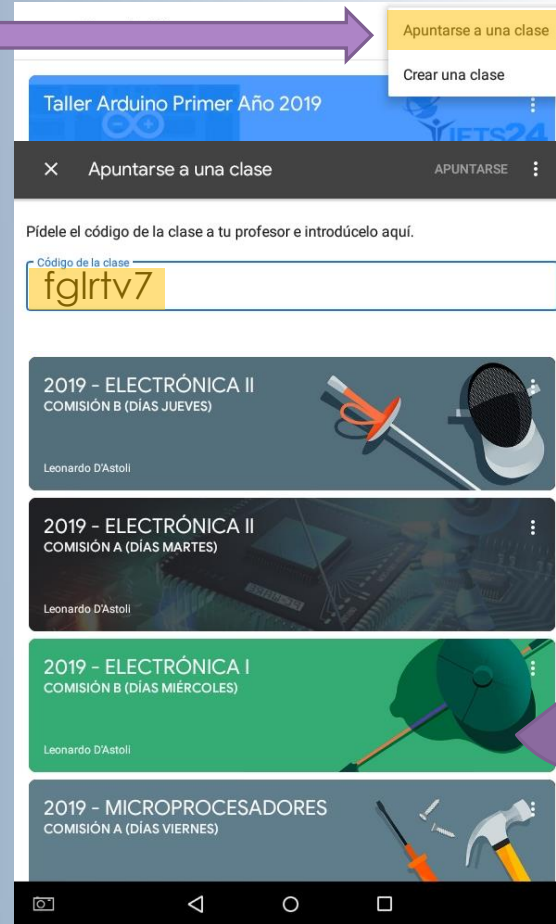 Apuntarse a una clase
Crear una clase
Taller Arduino Primer Año 2019
IETS24
Apuntarse a una clase
APUNTARSE
Pídele el código de la clase a tu profesor e introdúcelo aquí.
Código de la clase
fglrtv7
2019 - ELECTRÓNICA II
COMISIÓN B (DÍAS JUEVES)
Leonardo D'Astoli
2019 - ELECTRÓNICA II
COMISIÓN A (DÍAS MARTES)
Leonardo D'Astoli
2019 - ELECTRÓNICA I
COMISIÓN B (DÍAS MIÉRCOLES)
Leonardo D'Astoli
2019 - MICROPROCESADORES
COMISIÓN A (DÍAS VIERNES)